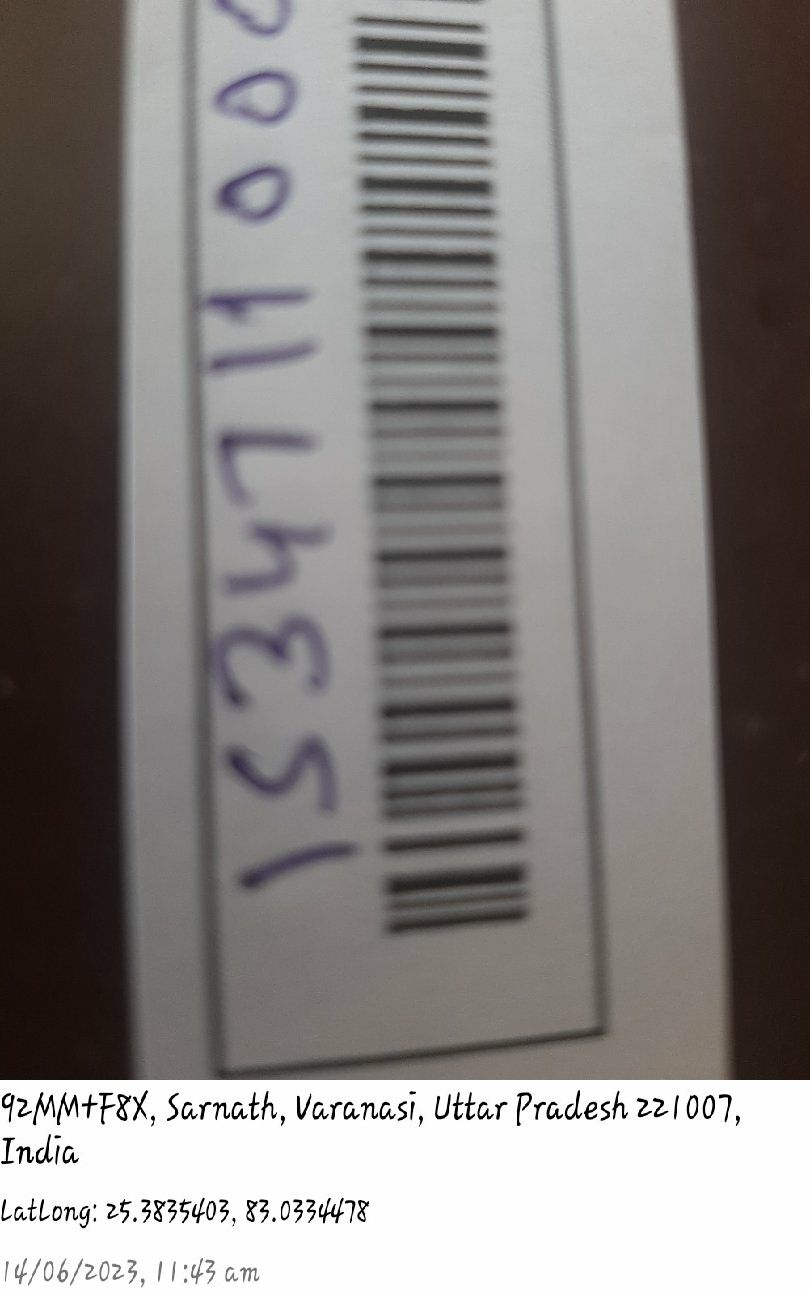 153471100
92MM+F8X, Sarnath, Varanasi, Uttar Pradesh 221007,
India
LatLong: 25.3835403, 83.0334478
14/06/2023, 11:43 am